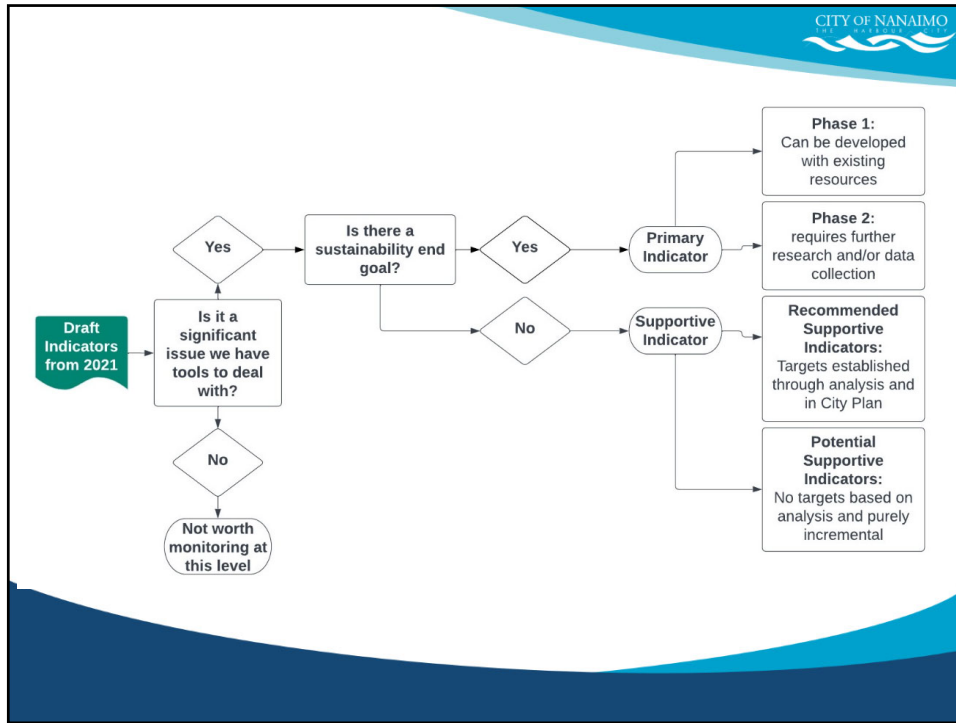 CITY OF NANAIMO
THE HARBOUR CITY
Draft
Indicators
from 2021
Is it a
significant
issue we have
tools to deal
with?
Yes
No
Not worth
monitoring at
this level
Is there a
sustainability end
goal?
Yes
No
Primary
Indicator
Supportive
Indicator
Phase 1:
Can be developed
with existing
resources
Phase 2:
requires further
research and/or data
collection
Recommended
Supportive
Indicators:
Targets established
through analysis and
in City Plan
Potential
Supportive
Indicators:
No targets based on
analysis and purely
incremental